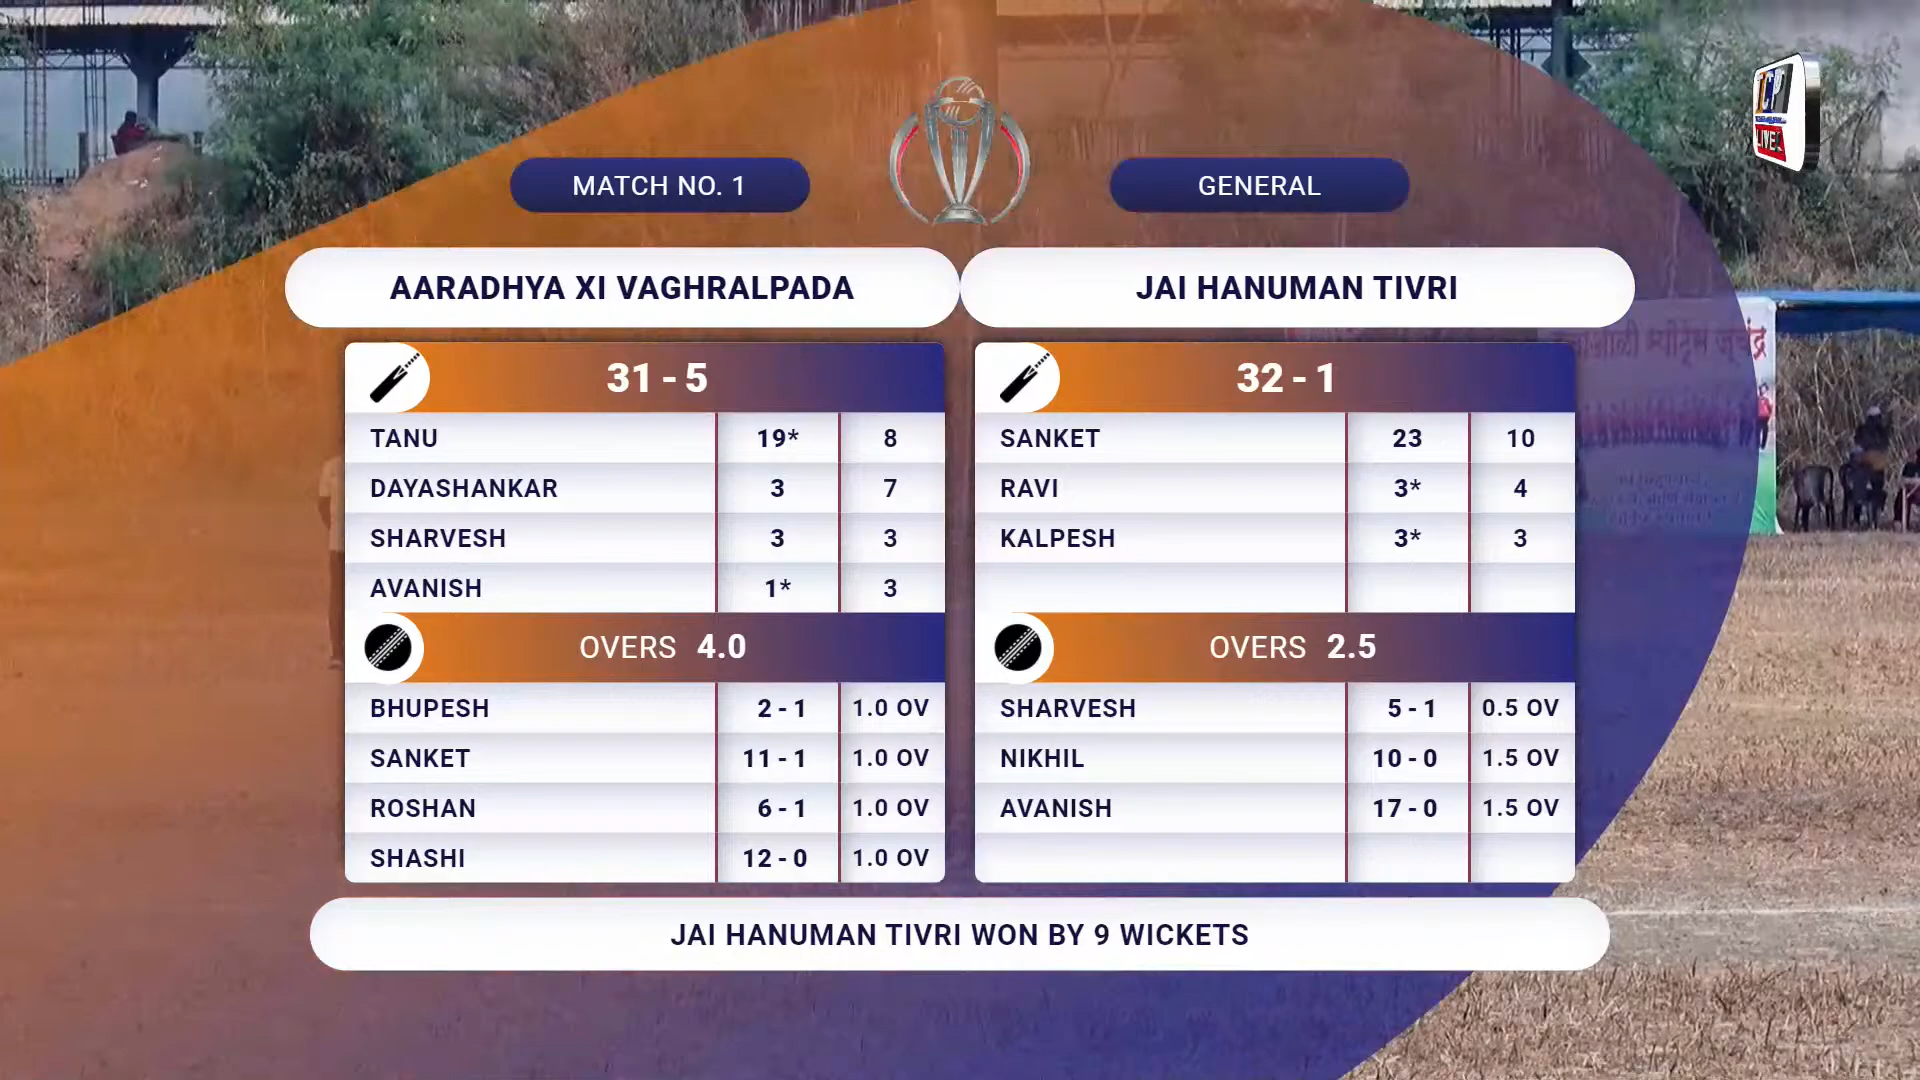 MATCH NO. 1
GENERAL
AARADHYA XI VAGHRALPADA
JAI HANUMAN TIVRI
31 - 5
TANU 19* 8
DAYASHANKAR 3 7
SHARVESH 3 3
AVANISH 1* 3
OVERS 4.0
BHUPESH 2 - 1 1.0 OV
SANKET 11 - 1 1.0 OV
ROSHAN 6 - 1 1.0 OV
SHASHI 12 - 0 1.0 OV
32 - 1
SANKET 23 10
RAVI 3* 4
KALPESH 3* 3
OVERS 2.5
SHARVESH 5 - 1 0.5 OV
NIKHIL 10 - 0 1.5 OV
AVANISH 17 - 0 1.5 OV
JAI HANUMAN TIVRI WON BY 9 WICKETS
LIVE